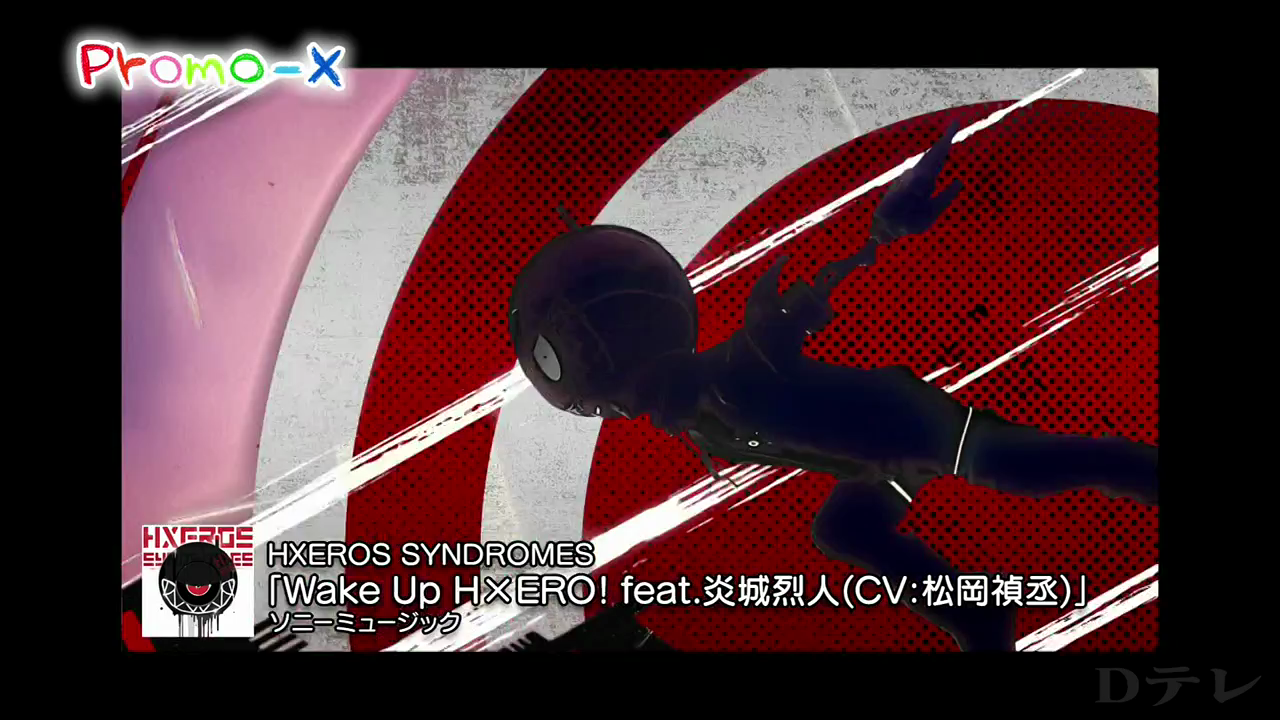 Promo-X
HXEROS
HXEROS SYNDROMES
「Wake Up H×ERO! feat.炎城烈人(CV:松岡禎丞)」
ソニーミュージック
Dテレ